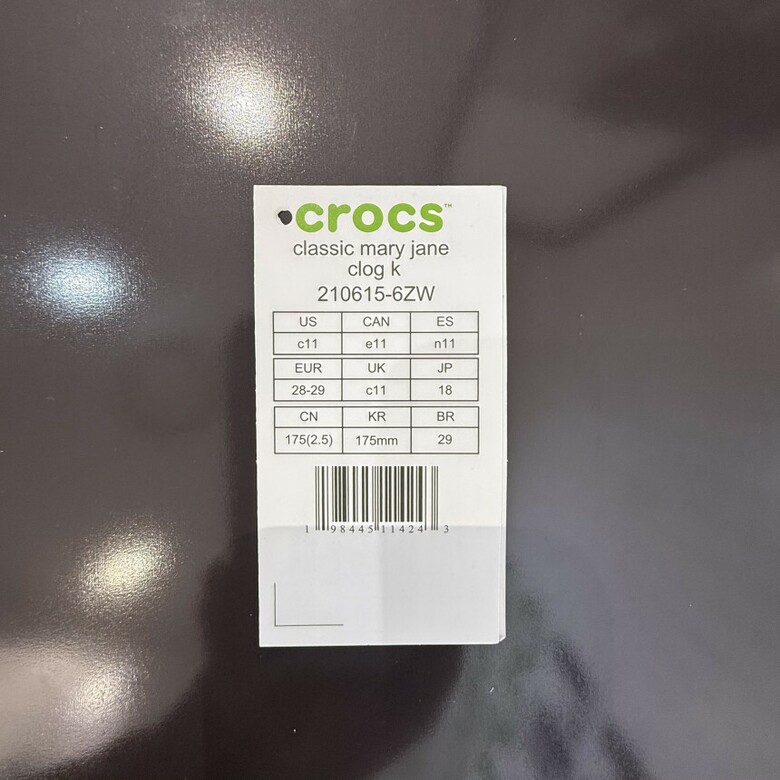 crocs™
classic mary jane
clog k
210615-6ZW
US CAN ES
c11 e11 n11
EUR UK JP
28-29 c11 18
CN KR BR
175(2.5) 175mm 29
1 98445 11424 3